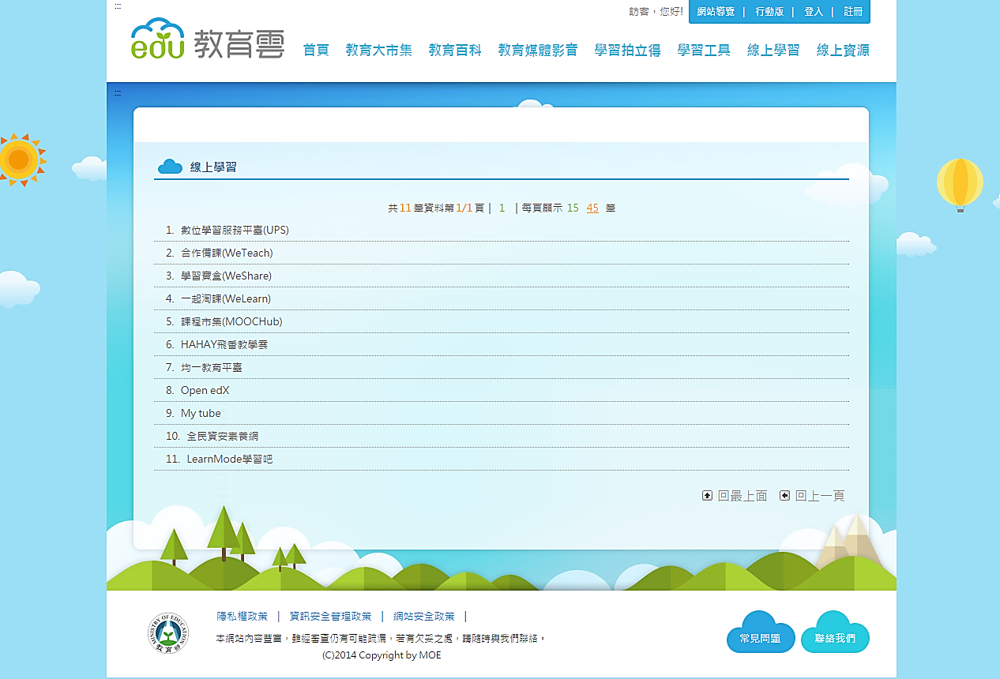 :::
訪客，您好! 網站導覽 | 行動版 | 登入 | 註冊
edu 教育雲
首頁 教育大市集 教育百科 教育媒體影音 學習拍立得 學習工具 線上學習 線上資源
:::
線上學習
共11筆資料第1/1頁 | 1 | 每頁顯示 15 45 筆
1. 數位學習服務平臺(UPS)
2. 合作備課(WeTeach)
3. 學習寶盒(WeShare)
4. 一起淘課(WeLearn)
5. 課程市集(MOOCHub)
6. HAHAY飛番教學雲
7. 均一教育平臺
8. Open edX
9. My tube
10. 全民資安素養網
11. LearnMode學習吧
回最上面 回上一頁
隱私權政策 | 資訊安全管理政策 | 網站安全政策 |
本網站內容豐富，雖經審查仍有可能疏漏，若有欠妥之處，請隨時與我們聯絡。
(C)2014 Copyright by MOE
MINISTRY OF EDUCATION
教育部
常見問題
聯絡我們